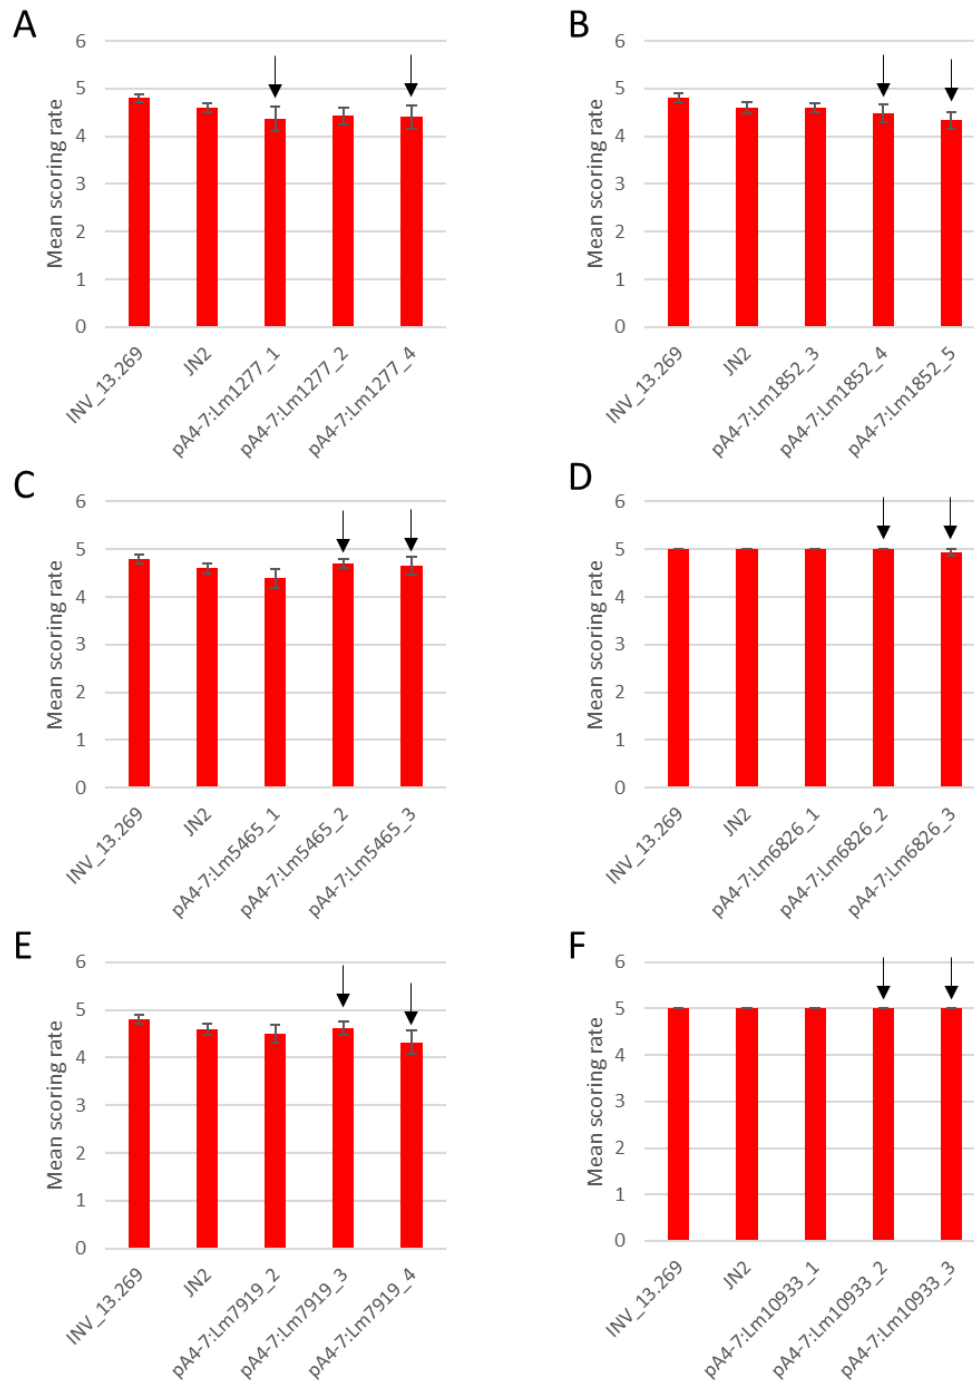 A
Mean scoring rate
6
5
4
3
2
1
0
INV_13.269
JN2
pA4-7:Lm1277_1
pA4-7:Lm1277_2
pA4-7:Lm1277_4
B
Mean scoring rate
6
5
4
3
2
1
0
INV_13.269
JN2
pA4-7:Lm1852_3
pA4-7:Lm1852_4
pA4-7:Lm1852_5
C
Mean scoring rate
6
5
4
3
2
1
0
INV_13.269
JN2
pA4-7:Lm5465_1
pA4-7:Lm5465_2
pA4-7:Lm5465_3
D
Mean scoring rate
6
5
4
3
2
1
0
INV_13.269
JN2
pA4-7:Lm6826_1
pA4-7:Lm6826_2
pA4-7:Lm6826_3
E
Mean scoring rate
6
5
4
3
2
1
0
INV_13.269
JN2
pA4-7:Lm7919_2
pA4-7:Lm7919_3
pA4-7:Lm7919_4
F
Mean scoring rate
6
5
4
3
2
1
0
INV_13.269
JN2
pA4-7:Lm10933_1
pA4-7:Lm10933_2
pA4-7:Lm10933_3